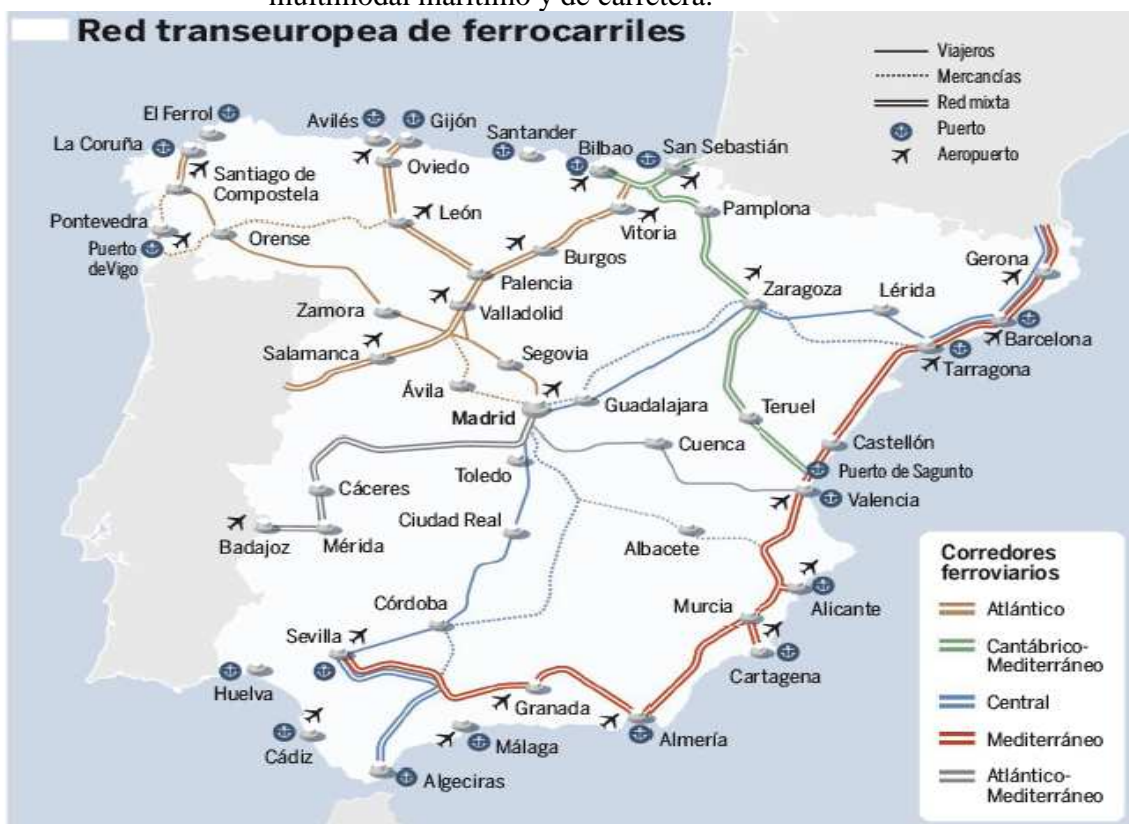 multimodal marítimo y de carretera.
Red transeuropea de ferrocarriles
Viajeros
Mercancías
Red mixta
Puerto
Aeropuerto
El Ferrol
La Coruña
Santiago de
Compostela
Pontevedra
Puerto
deVigo
Orense
Avilés
Gijón
Oviedo
León
Santander
Bilbao
San Sebastián
Vitoria
Pamplona
Burgos
Palencia
Valladolid
Zamora
Salamanca
Segovia
Ávila
Madrid
Guadalajara
Zaragoza
Lérida
Gerona
Barcelona
Tarragona
Teruel
Cuenca
Castellón
Puerto de Sagunto
Valencia
Toledo
Cáceres
Badajoz
Mérida
Ciudad Real
Albacete
Alicante
Murcia
Cartagena
Córdoba
Sevilla
Huelva
Cádiz
Granada
Málaga
Almería
Algeciras
Corredores
ferroviarios
Atlántico
Cantábrico-
Mediterráneo
Central
Mediterráneo
Atlántico-
Mediterráneo